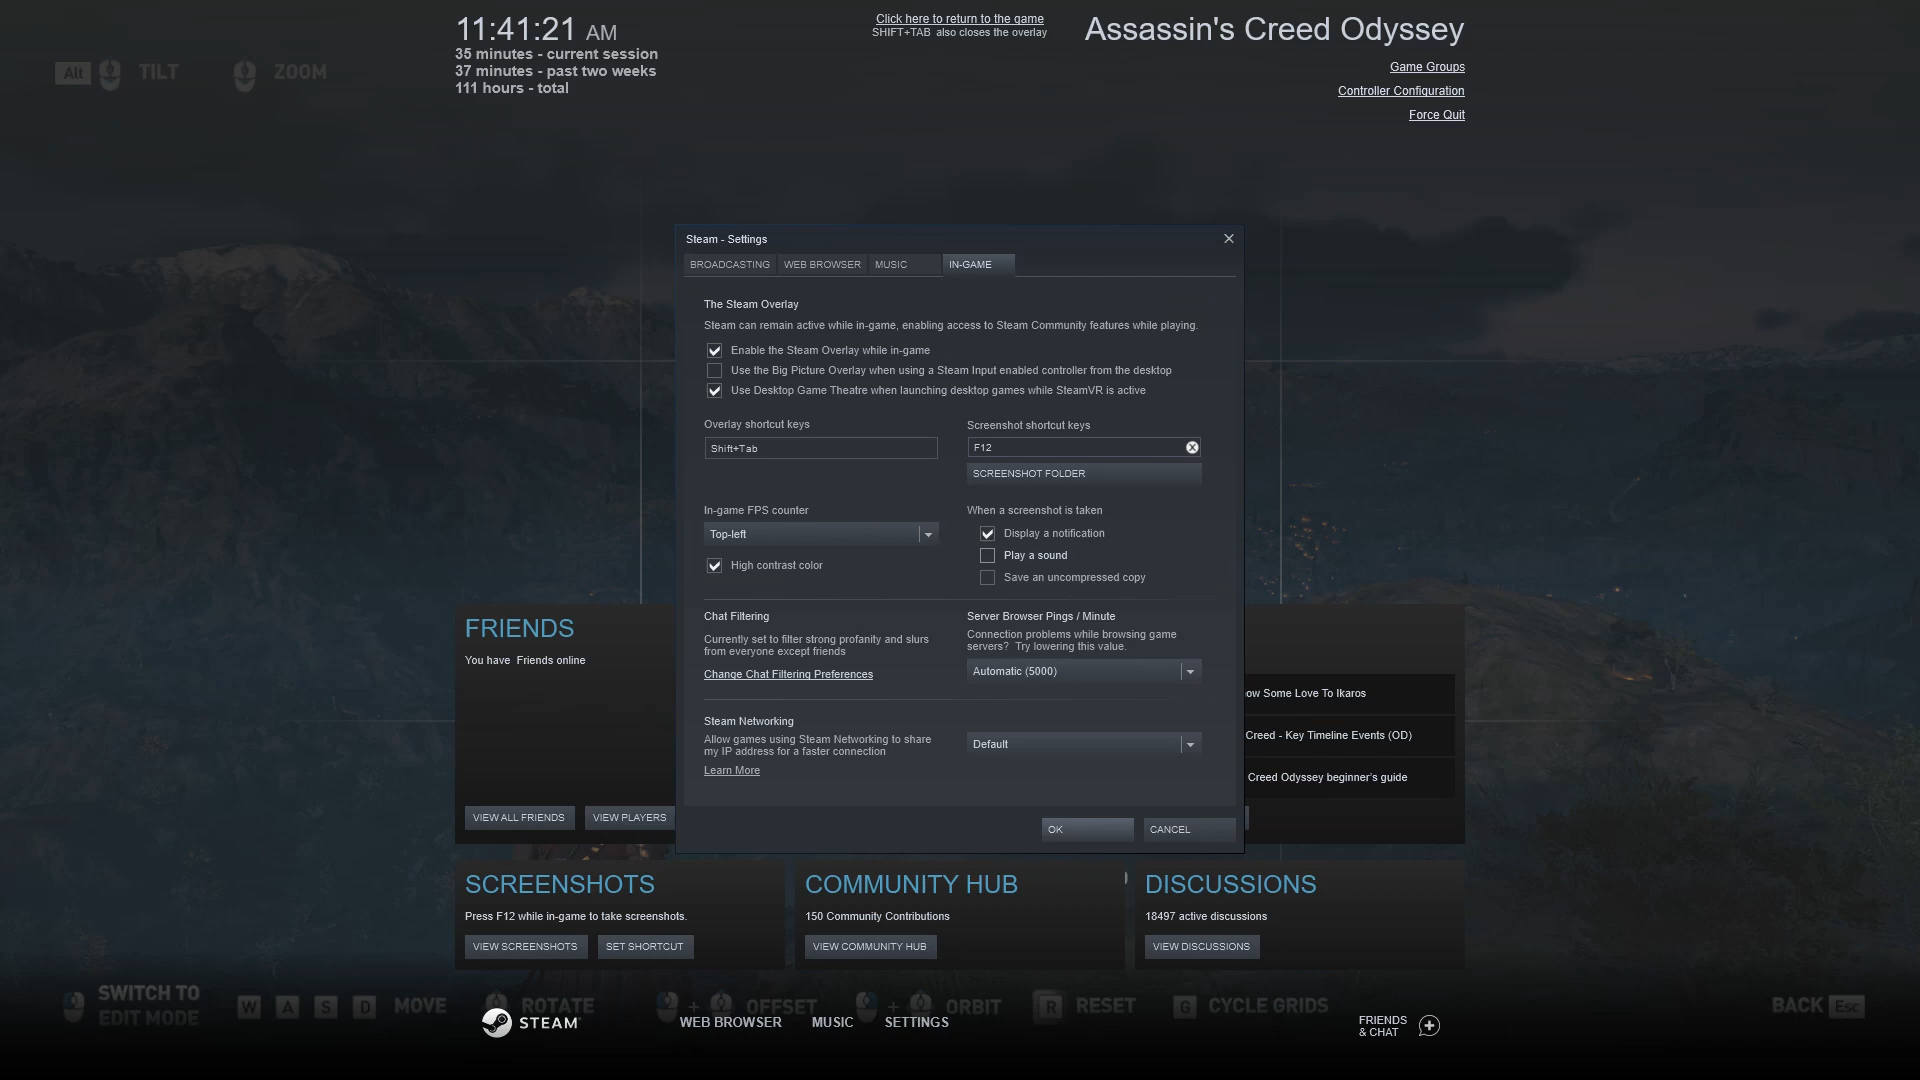 11:41:21 AM
35 minutes - current session
37 minutes - past two weeks
111 hours - total
Click here to return to the game
SHIFT+TAB also closes the overlay
Assassin's Creed Odyssey
Game Groups
Controller Configuration
Force Quit
Alt TILT ZOOM
Steam - Settings
BROADCASTING WEB BROWSER MUSIC IN-GAME
The Steam Overlay
Steam can remain active while in-game, enabling access to Steam Community features while playing.
Enable the Steam Overlay while in-game
Use the Big Picture Overlay when using a Steam Input enabled controller from the desktop
Use Desktop Game Theatre when launching desktop games while SteamVR is active
Overlay shortcut keys
Shift+Tab
Screenshot shortcut keys
F12
SCREENSHOT FOLDER
In-game FPS counter
Top-left
High contrast color
When a screenshot is taken
Display a notification
Play a sound
Save an uncompressed copy
Chat Filtering
Currently set to filter strong profanity and slurs
from everyone except friends
Change Chat Filtering Preferences
Server Browser Pings / Minute
Connection problems while browsing game
servers? Try lowering this value.
Automatic (5000)
Steam Networking
Allow games using Steam Networking to share
my IP address for a faster connection
Learn More
Default
OK CANCEL
FRIENDS
You have Friends online
VIEW ALL FRIENDS VIEW PLAYERS
ow Some Love To Ikaros
Creed - Key Timeline Events (OD)
Creed Odyssey beginner's guide
SCREENSHOTS
Press F12 while in-game to take screenshots.
VIEW SCREENSHOTS SET SHORTCUT
COMMUNITY HUB
150 Community Contributions
VIEW COMMUNITY HUB
DISCUSSIONS
18497 active discussions
VIEW DISCUSSIONS
SWITCH TO
EDIT MODE
W A S D MOVE ROTATE + OFFSET + ORBIT R RESET G CYCLE GRIDS BACK Esc
STEAM WEB BROWSER MUSIC SETTINGS
FRIENDS
& CHAT